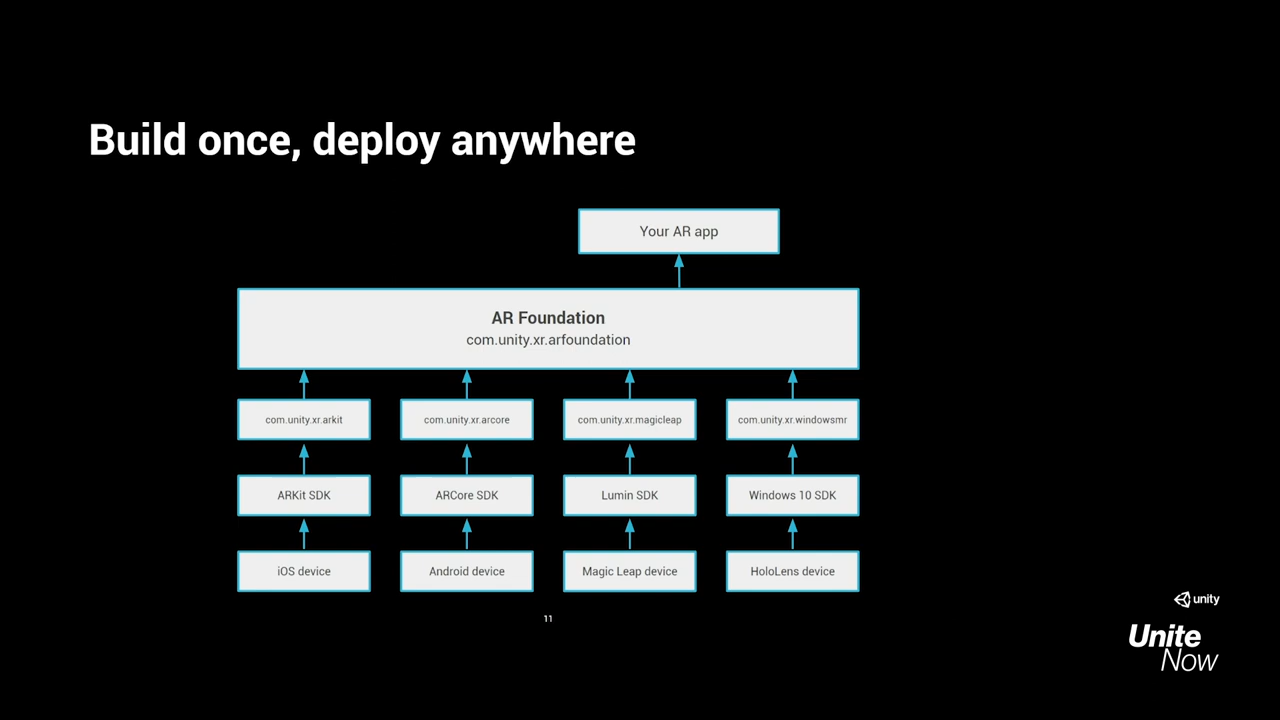 Build once, deploy anywhere
Your AR app
AR Foundation
com.unity.xr.arfoundation
com.unity.xr.arkit
com.unity.xr.arcore
com.unity.xr.magicleap
com.unity.xr.windowsmr
ARKit SDK
ARCore SDK
Lumin SDK
Windows 10 SDK
iOS device
Android device
Magic Leap device
HoloLens device
11
unity
Unite
Now